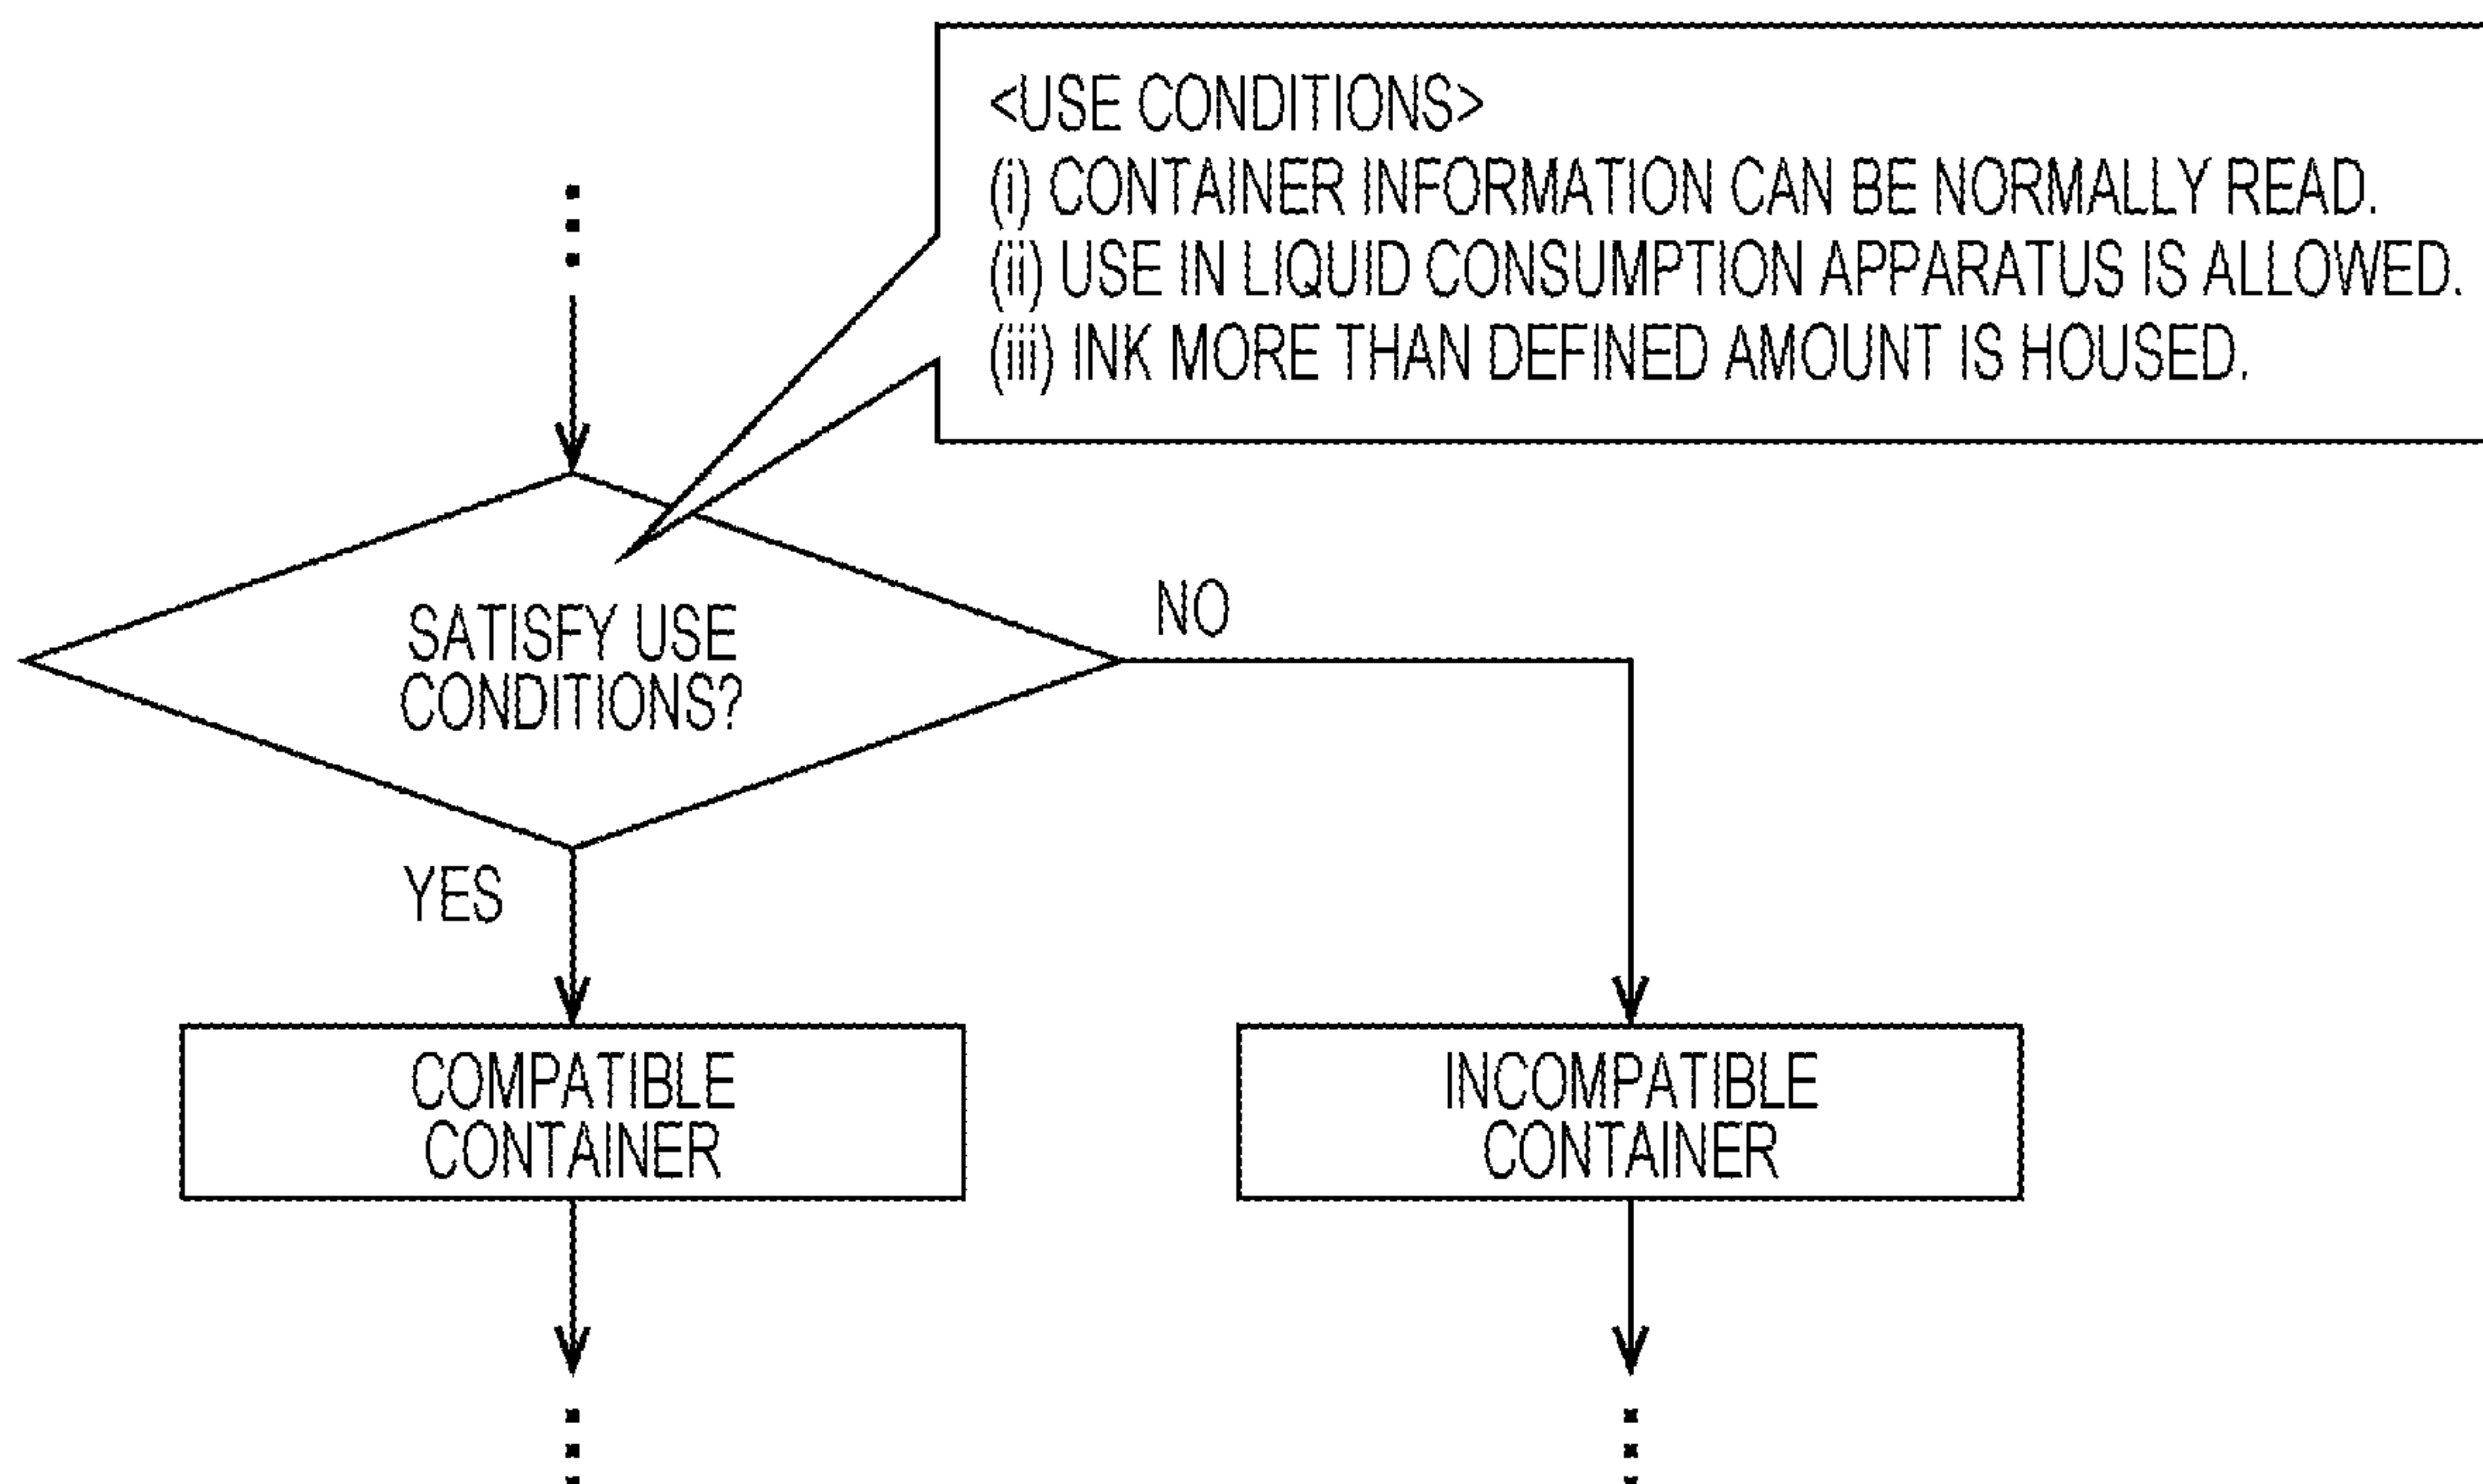 <USE CONDITIONS>
(i) CONTAINER INFORMATION CAN BE NORMALLY READ.
(ii) USE IN LIQUID CONSUMPTION APPARATUS IS ALLOWED.
(iii) INK MORE THAN DEFINED AMOUNT IS HOUSED.
SATISFY USE
CONDITIONS?
NO
YES
COMPATIBLE
CONTAINER
INCOMPATIBLE
CONTAINER